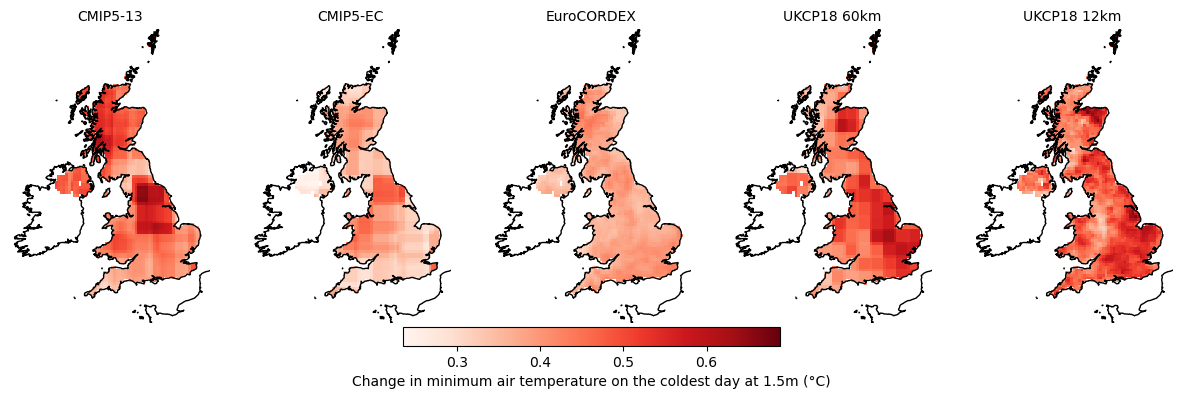 CMIP5-13 CMIP5-EC EuroCORDEX UKCP18 60km UKCP18 12km
0.3 0.4 0.5 0.6
Change in minimum air temperature on the coldest day at 1.5m (°C)